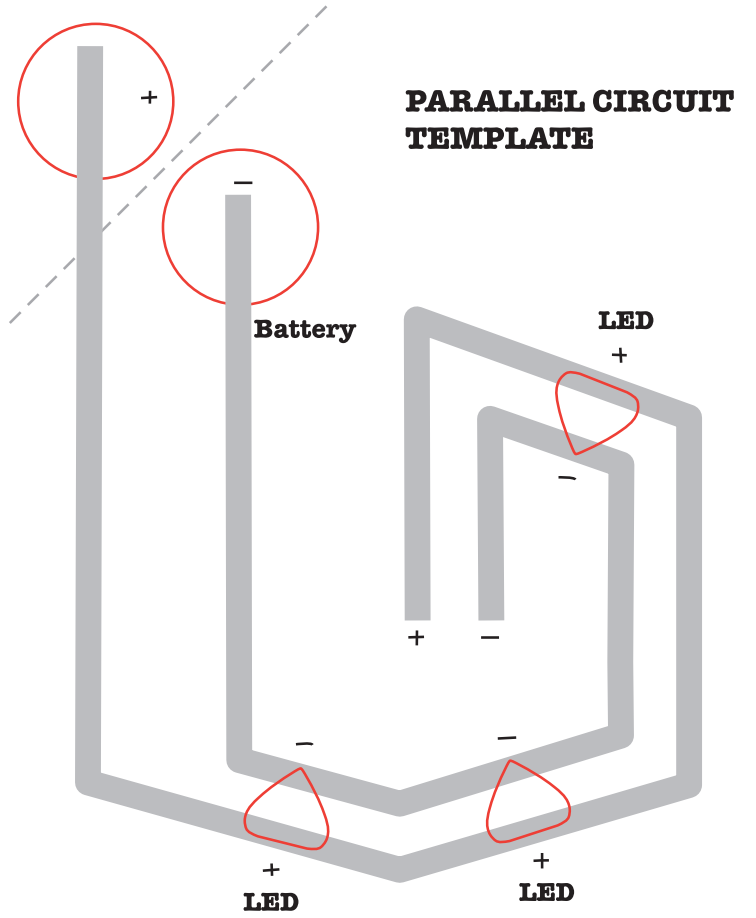 +
PARALLEL CIRCUIT
TEMPLATE
−
Battery
LED
+
−
+ −
−
−
+
LED
+
LED